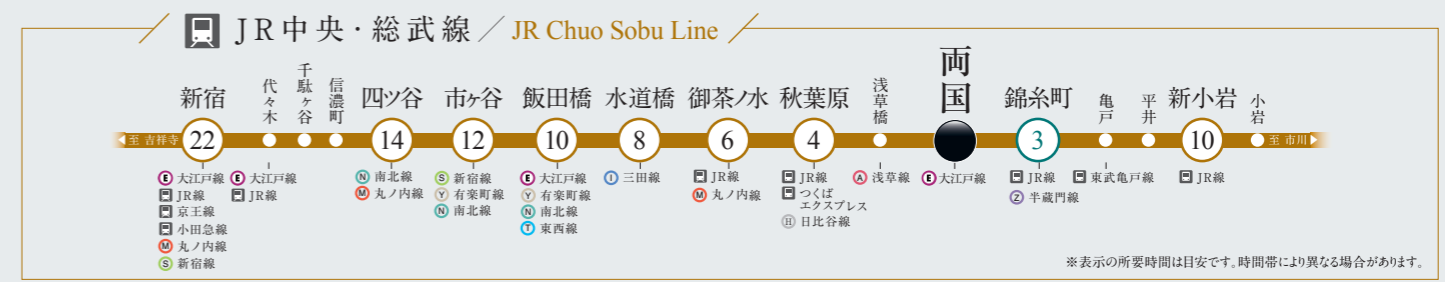 JR中央・総武線／JR Chuo Sobu Line
至 吉祥寺
新宿
22
代々木
千駄ヶ谷
信濃町
四ツ谷
14
市ヶ谷
12
飯田橋
10
水道橋
8
御茶ノ水
6
秋葉原
4
浅草橋
両国
錦糸町
3
亀戸
平井
新小岩
10
小岩
至 市川
E 大江戸線
JR線
京王線
小田急線
M 丸ノ内線
S 新宿線
E 大江戸線
JR線
N 南北線
M 丸ノ内線
S 新宿線
Y 有楽町線
N 南北線
E 大江戸線
Y 有楽町線
N 南北線
T 東西線
I 三田線
JR線
M 丸ノ内線
JR線
つくば
エクスプレス
H 日比谷線
A 浅草線
E 大江戸線
JR線
Z 半蔵門線
東武亀戸線
JR線
※表示の所要時間は目安です。時間帯により異なる場合があります。